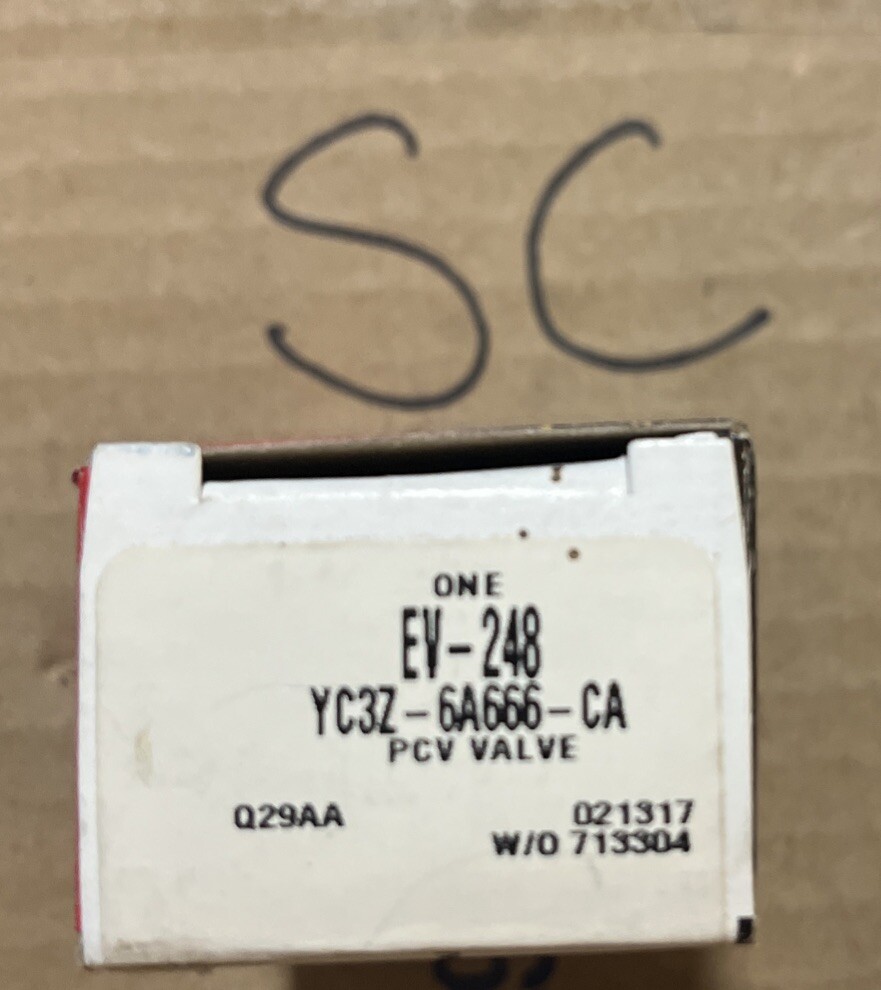 SC
ONE
EV-248
YC3Z-6A666-CA
PCV VALVE
Q29AA 021317
W/O 713304